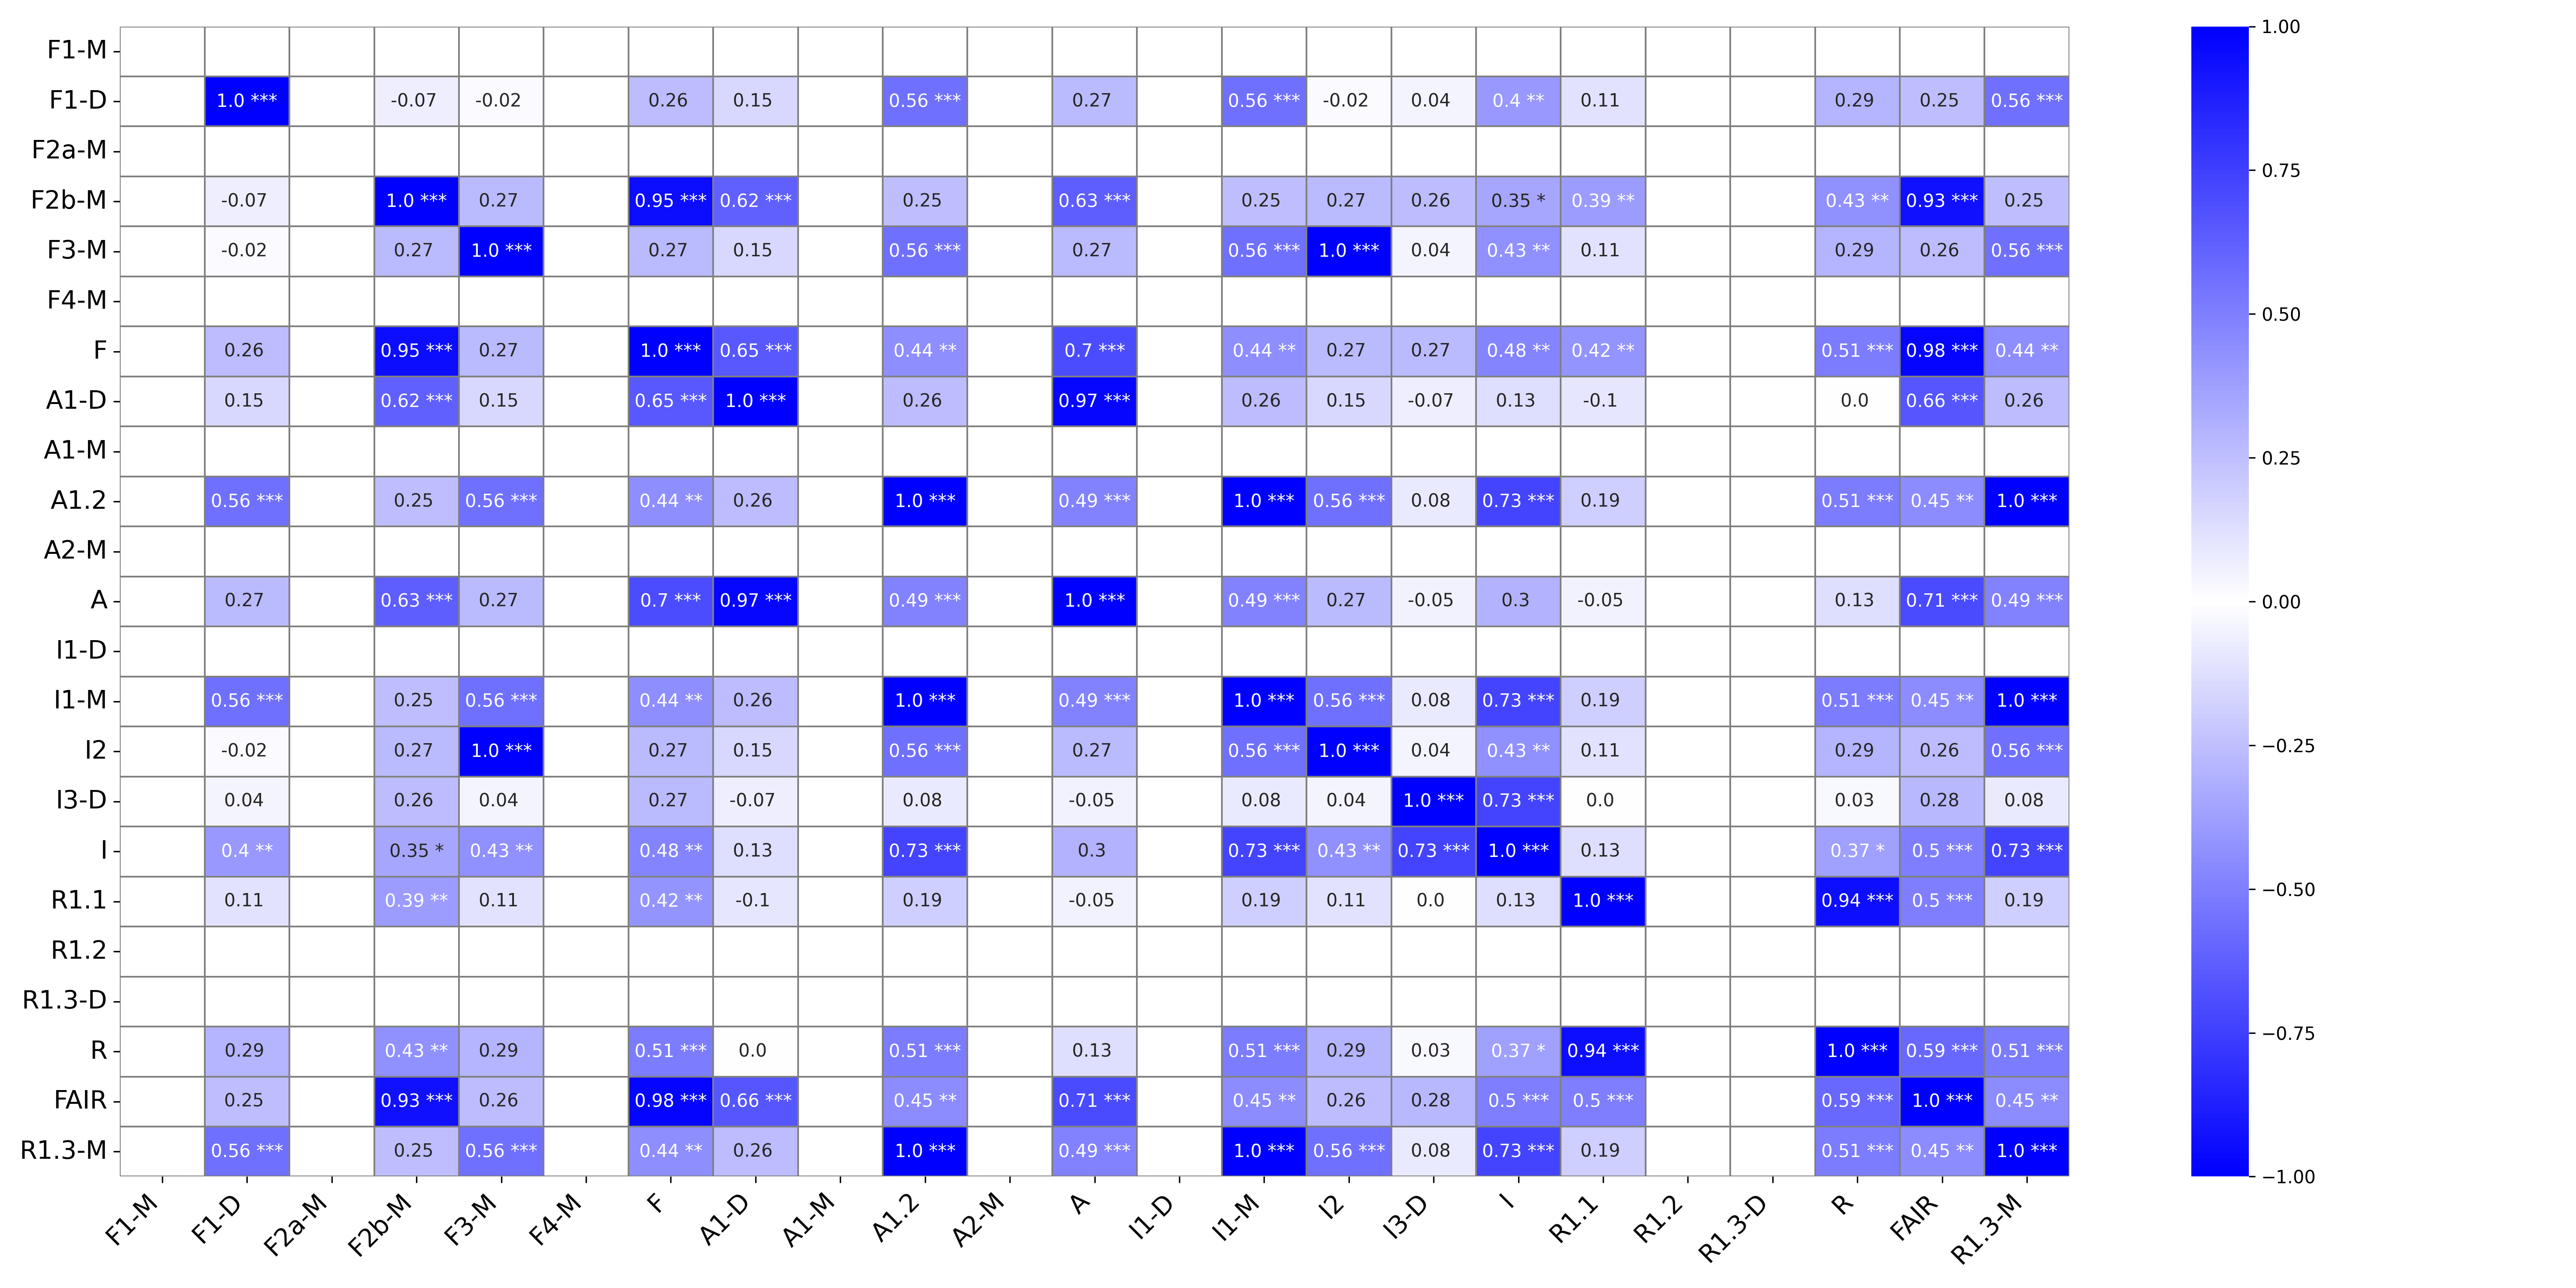 F1-M
F1-D 1.0 *** -0.07 -0.02 0.26 0.15 0.56 *** 0.27 0.56 *** -0.02 0.04 0.4 ** 0.11 0.29 0.25 0.56 ***
F2a-M
F2b-M -0.07 1.0 *** 0.27 0.95 *** 0.62 *** 0.25 0.63 *** 0.25 0.27 0.26 0.35 * 0.39 ** 0.43 ** 0.93 *** 0.25
F3-M -0.02 0.27 1.0 *** 0.27 0.15 0.56 *** 0.27 0.56 *** 1.0 *** 0.04 0.43 ** 0.11 0.29 0.26 0.56 ***
F4-M
F 0.26 0.95 *** 0.27 1.0 *** 0.65 *** 0.44 ** 0.7 *** 0.44 ** 0.27 0.27 0.48 ** 0.42 ** 0.51 *** 0.98 *** 0.44 **
A1-D 0.15 0.62 *** 0.15 0.65 *** 1.0 *** 0.26 0.97 *** 0.26 0.15 -0.07 0.13 -0.1 0.0 0.66 *** 0.26
A1-M
A1.2 0.56 *** 0.25 0.56 *** 0.44 ** 0.26 1.0 *** 0.49 *** 1.0 *** 0.56 *** 0.08 0.73 *** 0.19 0.51 *** 0.45 ** 1.0 ***
A2-M
A 0.27 0.63 *** 0.27 0.7 *** 0.97 *** 0.49 *** 1.0 *** 0.49 *** 0.27 -0.05 0.3 -0.05 0.13 0.71 *** 0.49 ***
I1-D
I1-M 0.56 *** 0.25 0.56 *** 0.44 ** 0.26 1.0 *** 0.49 *** 1.0 *** 0.56 *** 0.08 0.73 *** 0.19 0.51 *** 0.45 ** 1.0 ***
I2 -0.02 0.27 1.0 *** 0.27 0.15 0.56 *** 0.27 0.56 *** 1.0 *** 0.04 0.43 ** 0.11 0.29 0.26 0.56 ***
I3-D 0.04 0.26 0.04 0.27 -0.07 0.08 -0.05 0.08 0.04 1.0 *** 0.73 *** 0.0 0.03 0.28 0.08
I 0.4 ** 0.35 * 0.43 ** 0.48 ** 0.13 0.73 *** 0.3 0.73 *** 0.43 ** 0.73 *** 1.0 *** 0.13 0.37 * 0.5 *** 0.73 ***
R1.1 0.11 0.39 ** 0.11 0.42 ** -0.1 0.19 -0.05 0.19 0.11 0.0 0.13 1.0 *** 0.94 *** 0.5 *** 0.19
R1.2
R1.3-D
R 0.29 0.43 ** 0.29 0.51 *** 0.0 0.51 *** 0.13 0.51 *** 0.29 0.03 0.37 * 0.94 *** 1.0 *** 0.59 *** 0.51 ***
FAIR 0.25 0.93 *** 0.26 0.98 *** 0.66 *** 0.45 ** 0.71 *** 0.45 ** 0.26 0.28 0.5 *** 0.5 *** 0.59 *** 1.0 *** 0.45 **
R1.3-M 0.56 *** 0.25 0.56 *** 0.44 ** 0.26 1.0 *** 0.49 *** 1.0 *** 0.56 *** 0.08 0.73 *** 0.19 0.51 *** 0.45 ** 1.0 ***
F1-M F1-D F2a-M F2b-M F3-M F4-M F A1-D A1-M A1.2 A2-M A I1-D I1-M I2 I3-D I R1.1 R1.2 R1.3-D R FAIR R1.3-M
1.00
0.75
0.50
0.25
0.00
−0.25
−0.50
−0.75
−1.00